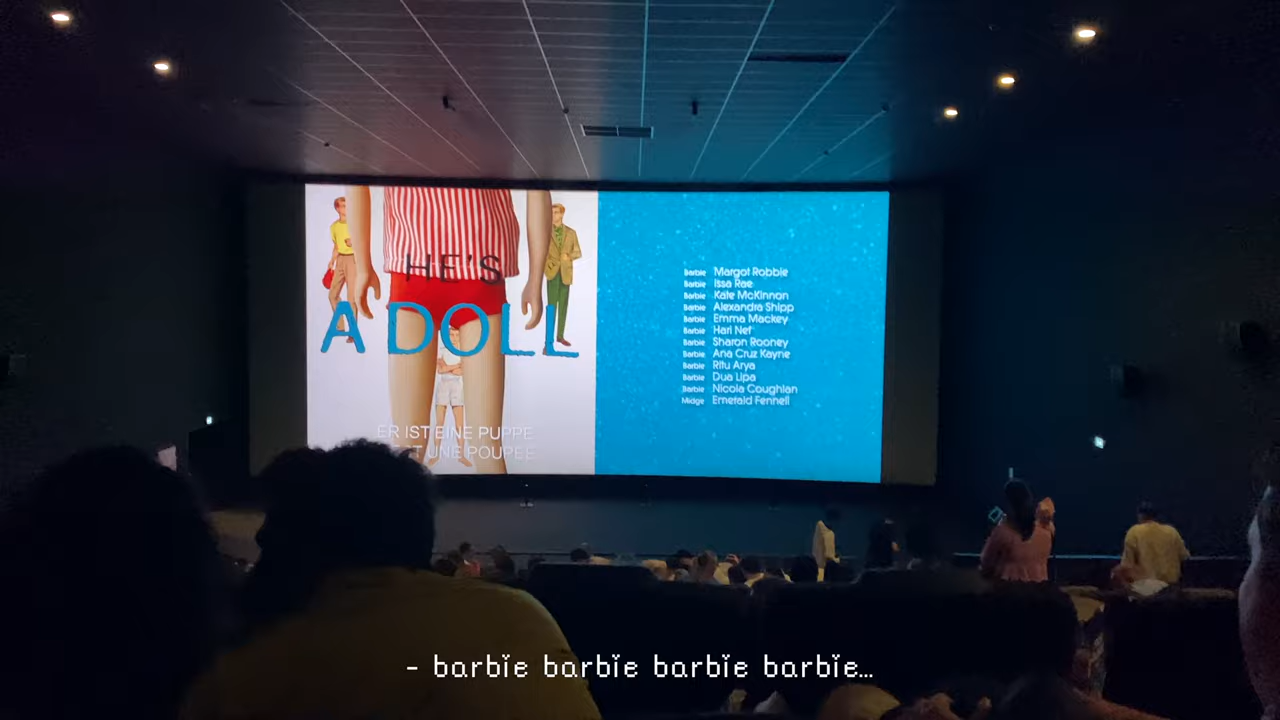 HE'S
A DOLL
ER IST EINE PUPPE
UNE POUPEE
Barbie Margot Robbie
Barbie Issa Rae
Barbie Kate McKinnon
Barbie Alexandra Shipp
Barbie Emma Mackey
Barbie Hari Nef
Barbie Sharon Rooney
Barbie Ana Cruz Kayne
Barbie Ritu Arya
Barbie Dua Lipa
Barbie Nicola Coughlan
Midge Emerald Fennell
- barbie barbie barbie barbie...